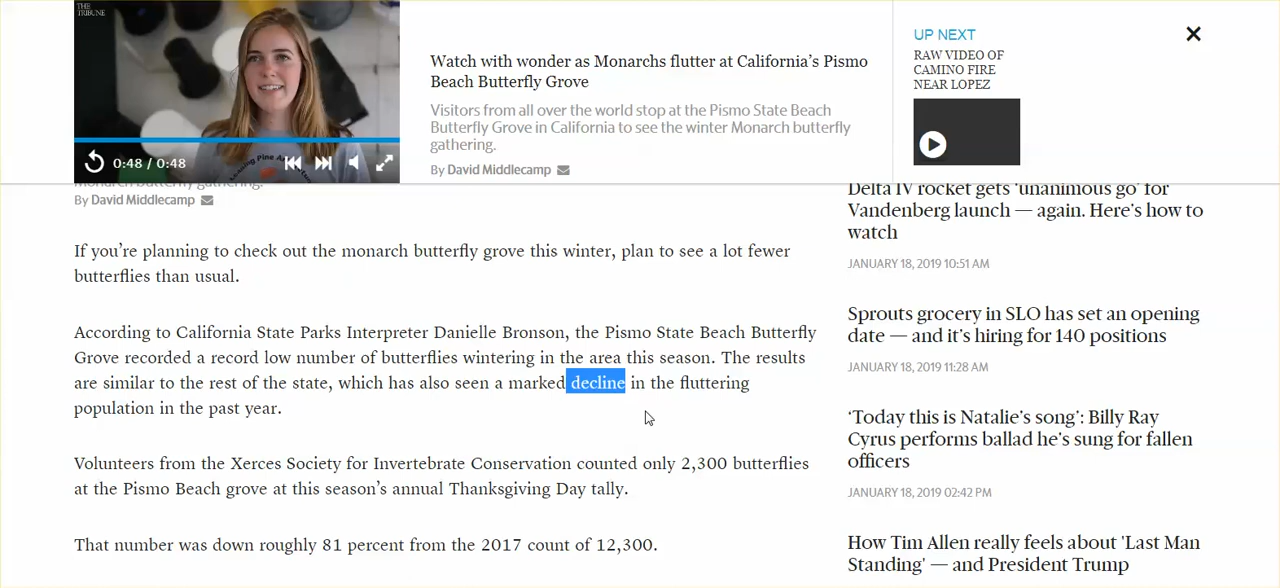 THE
TRIBUNE
0:48 / 0:48
Watch with wonder as Monarchs flutter at California’s Pismo
Beach Butterfly Grove
Visitors from all over the world stop at the Pismo State Beach
Butterfly Grove in California to see the winter Monarch butterfly
gathering.
By David Middlecamp
UP NEXT
RAW VIDEO OF
CAMINO FIRE
NEAR LOPEZ
Monarch butterfly gathering.
By David Middlecamp
If you’re planning to check out the monarch butterfly grove this winter, plan to see a lot fewer
butterflies than usual.
According to California State Parks Interpreter Danielle Bronson, the Pismo State Beach Butterfly
Grove recorded a record low number of butterflies wintering in the area this season. The results
are similar to the rest of the state, which has also seen a marked decline in the fluttering
population in the past year.
Volunteers from the Xerces Society for Invertebrate Conservation counted only 2,300 butterflies
at the Pismo Beach grove at this season’s annual Thanksgiving Day tally.
That number was down roughly 81 percent from the 2017 count of 12,300.
Delta IV rocket gets ‘unanimous go’ for
Vandenberg launch — again. Here’s how to
watch
JANUARY 18, 2019 10:51 AM
Sprouts grocery in SLO has set an opening
date — and it’s hiring for 140 positions
JANUARY 18, 2019 11:28 AM
‘Today this is Natalie’s song’: Billy Ray
Cyrus performs ballad he’s sung for fallen
officers
JANUARY 18, 2019 02:42 PM
How Tim Allen really feels about 'Last Man
Standing' — and President Trump